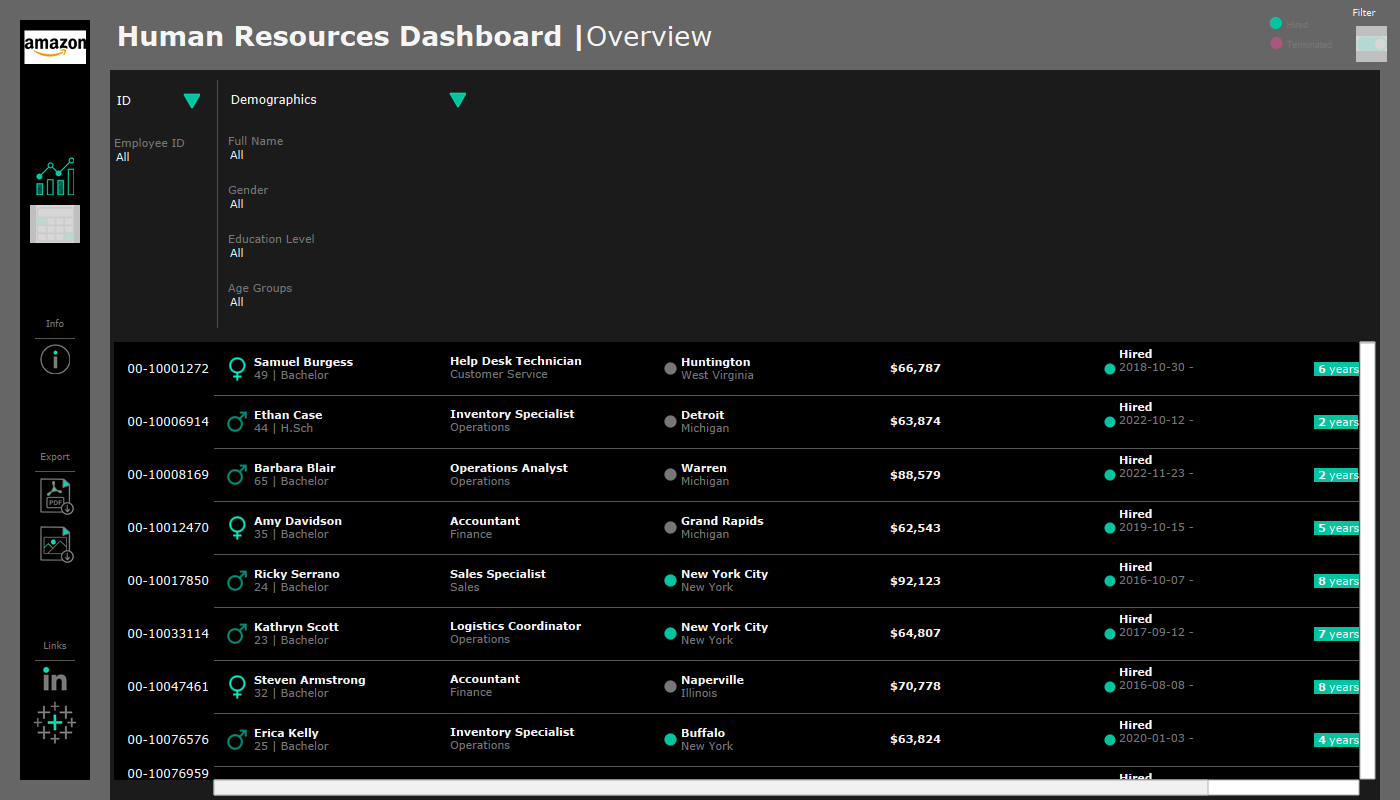 amazon
Human Resources Dashboard |Overview
Hired
Terminated
Filter
ID
Demographics
Employee ID
All
Full Name
All
Gender
All
Education Level
All
Age Groups
All
Info
Export
PDF
Links
in
00-10001272 Samuel Burgess Help Desk Technician Huntington $66,787 Hired 6 years
49 | Bachelor Customer Service West Virginia 2018-10-30 -
00-10006914 Ethan Case Inventory Specialist Detroit $63,874 Hired 2 years
44 | H.Sch Operations Michigan 2022-10-12 -
00-10008169 Barbara Blair Operations Analyst Warren $88,579 Hired 2 years
65 | Bachelor Operations Michigan 2022-11-23 -
00-10012470 Amy Davidson Accountant Grand Rapids $62,543 Hired 5 years
35 | Bachelor Finance Michigan 2019-10-15 -
00-10017850 Ricky Serrano Sales Specialist New York City $92,123 Hired 8 years
24 | Bachelor Sales New York 2016-10-07 -
00-10033114 Kathryn Scott Logistics Coordinator New York City $64,807 Hired 7 years
23 | Bachelor Operations New York 2017-09-12 -
00-10047461 Steven Armstrong Accountant Naperville $70,778 Hired 8 years
32 | Bachelor Finance Illinois 2016-08-08 -
00-10076576 Erica Kelly Inventory Specialist Buffalo $63,824 Hired 4 years
25 | Bachelor Operations New York 2020-01-03 -
00-10076959 Hired